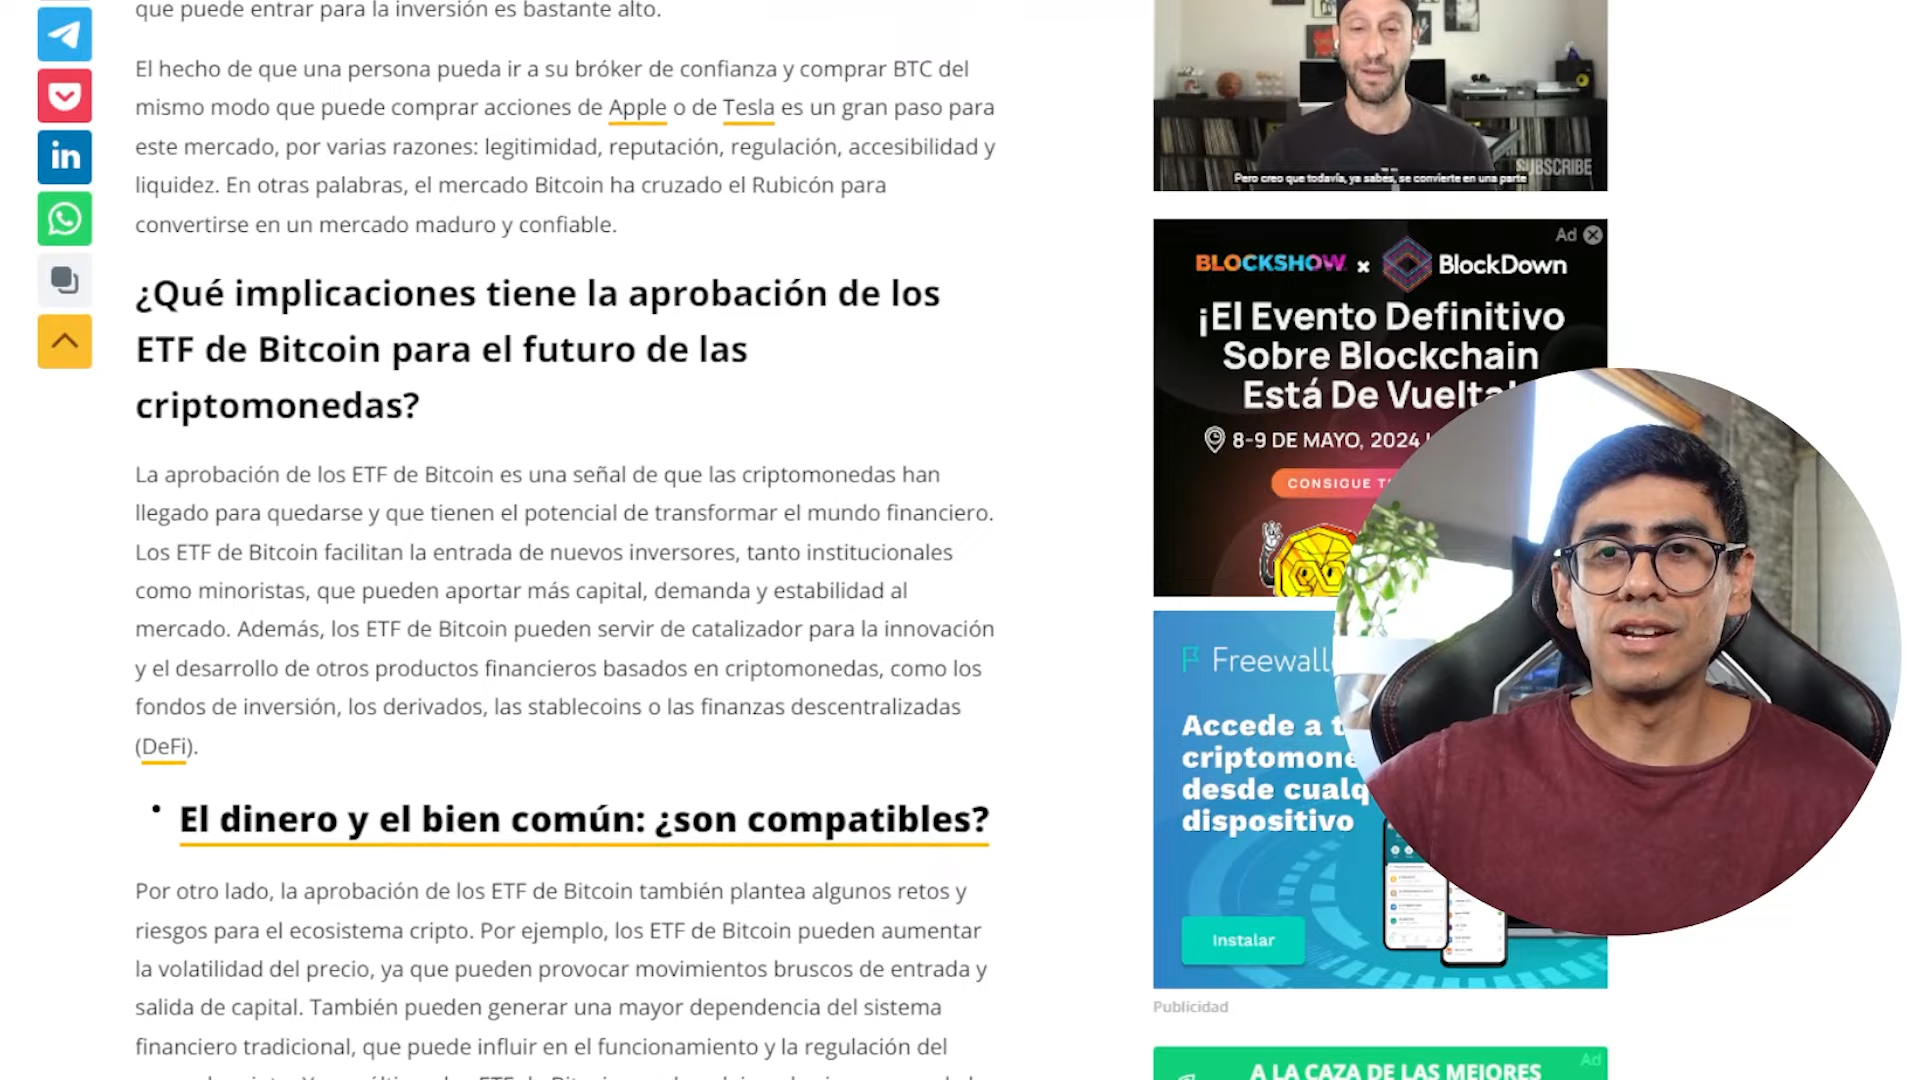 que puede entrar para la inversión es bastante alto.
El hecho de que una persona pueda ir a su bróker de confianza y comprar BTC del
mismo modo que puede comprar acciones de Apple o de Tesla es un gran paso para
este mercado, por varias razones: legitimidad, reputación, regulación, accesibilidad y
liquidez. En otras palabras, el mercado Bitcoin ha cruzado el Rubicón para
convertirse en un mercado maduro y confiable.
¿Qué implicaciones tiene la aprobación de los
ETF de Bitcoin para el futuro de las
criptomonedas?
La aprobación de los ETF de Bitcoin es una señal de que las criptomonedas han
llegado para quedarse y que tienen el potencial de transformar el mundo financiero.
Los ETF de Bitcoin facilitan la entrada de nuevos inversores, tanto institucionales
como minoristas, que pueden aportar más capital, demanda y estabilidad al
mercado. Además, los ETF de Bitcoin pueden servir de catalizador para la innovación
y el desarrollo de otros productos financieros basados en criptomonedas, como los
fondos de inversión, los derivados, las stablecoins o las finanzas descentralizadas
(DeFi).
• El dinero y el bien común: ¿son compatibles?
Por otro lado, la aprobación de los ETF de Bitcoin también plantea algunos retos y
riesgos para el ecosistema cripto. Por ejemplo, los ETF de Bitcoin pueden aumentar
la volatilidad del precio, ya que pueden provocar movimientos bruscos de entrada y
salida de capital. También pueden generar una mayor dependencia del sistema
financiero tradicional, que puede influir en el funcionamiento y la regulación del
in
SUBSCRIBE
Pero creo que todavía, ya sabes, se convierte en una parte
Ad
BLOCKSHOW x BlockDown
¡El Evento Definitivo
Sobre Blockchain
Está De Vuelta
8-9 DE MAYO, 2024
CONSIGUE T
Freewall
Accede a t
criptomone
desde cualq
dispositivo
Instalar
Publicidad
Ad
A LA CAZA DE LAS MEJORES